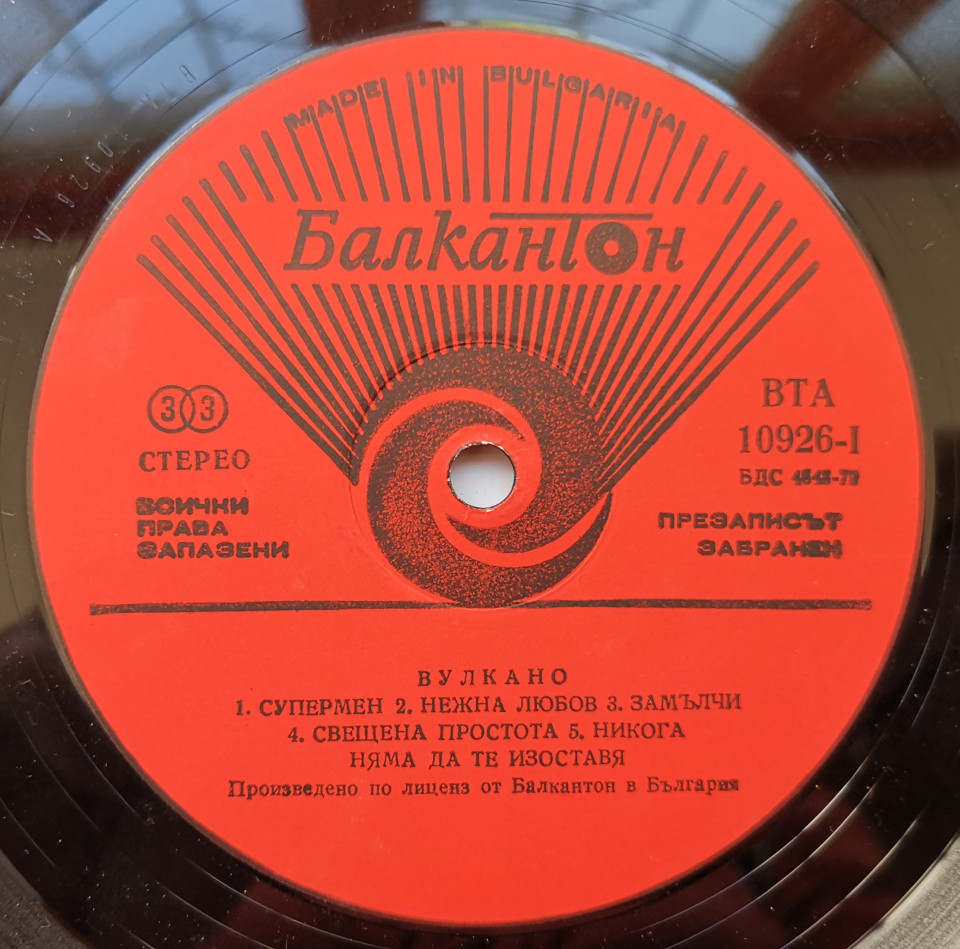 MADE IN BULGARIA
БалканТон
33
СТЕРЕО
ВСИЧКИ
ПРАВА
ЗАПАЗЕНИ
ВТА
10926-I
БДС
ПРЕЗАПИСЪТ
ЗАБРАНЕН
ВУЛКАНО
1. СУПЕРМЕН 2. НЕЖНА ЛЮБОВ 3. ЗАМЪЛЧИ
4. СВЕЩЕНА ПРОСТОТА 5. НИКОГА
НЯМА ДА ТЕ ИЗОСТАВЯ
Произведено по лиценз от Балкантон в България